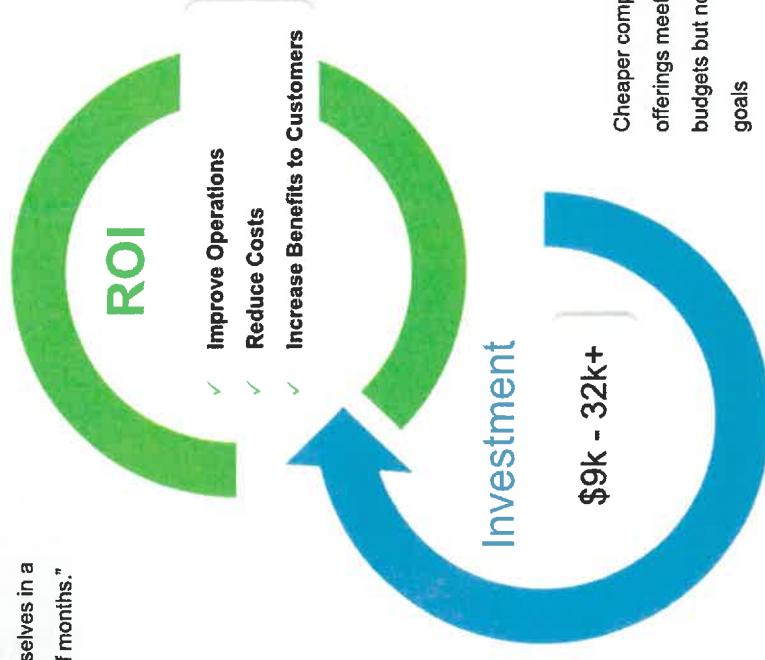 selves in a
f months.”
ROI
✓ Improve Operations
✓ Reduce Costs
✓ Increase Benefits to Customers
Investment
$9k - 32k+
Cheaper comp
offerings meet
budgets but no
goals